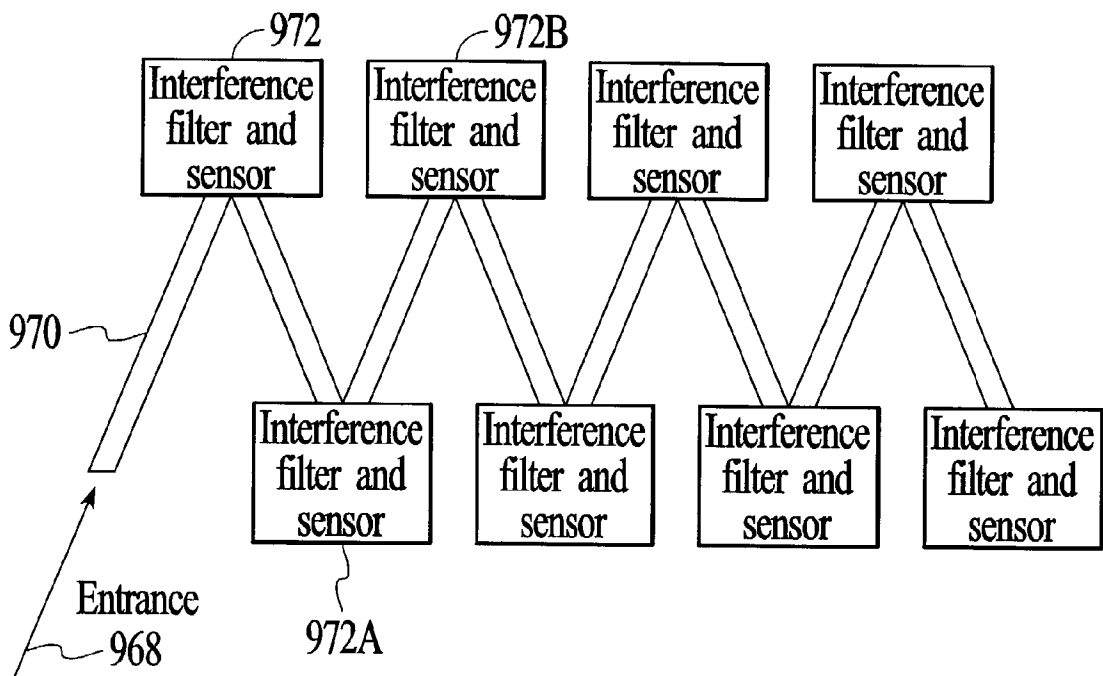 972
972B
Interference
filter and
sensor
Interference
filter and
sensor
Interference
filter and
sensor
Interference
filter and
sensor
970
Interference
filter and
sensor
Interference
filter and
sensor
Interference
filter and
sensor
Interference
filter and
sensor
Entrance
968
972A